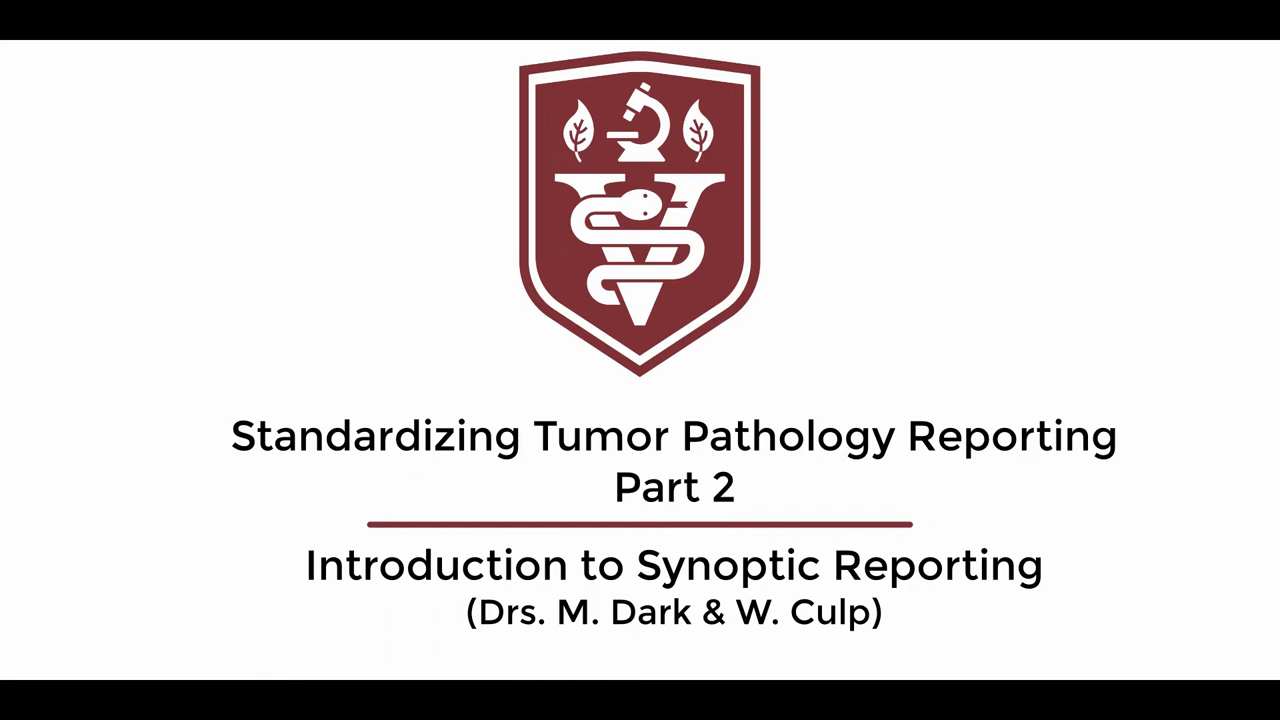 Standardizing Tumor Pathology Reporting
Part 2
Introduction to Synoptic Reporting
(Drs. M. Dark & W. Culp)